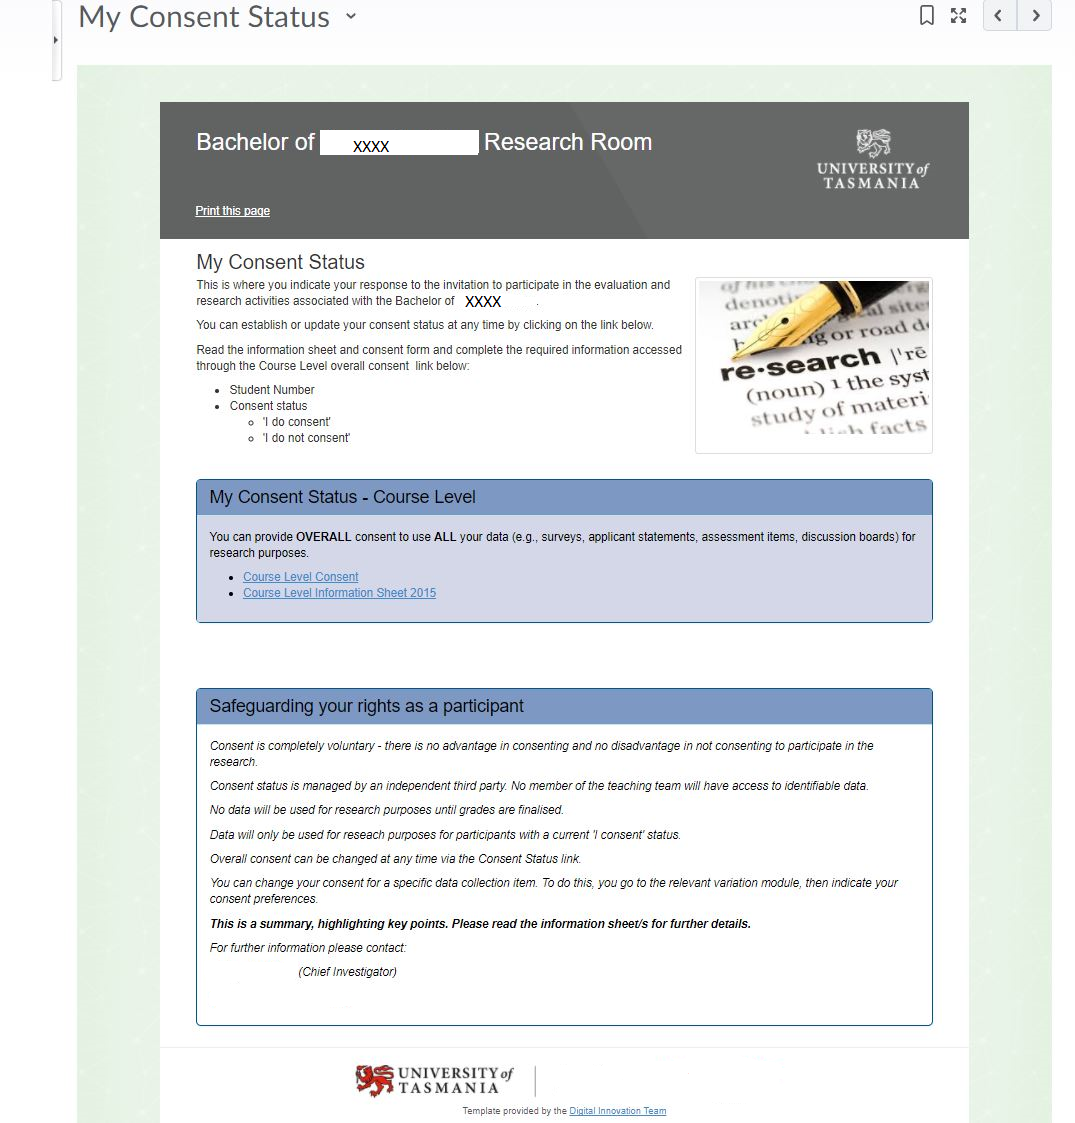 My Consent Status
Bachelor of XXXX Research Room
UNIVERSITY of
TASMANIA
Print this page
My Consent Status
This is where you indicate your response to the invitation to participate in the evaluation and
research activities associated with the Bachelor of XXXX .
You can establish or update your consent status at any time by clicking on the link below.
Read the information sheet and consent form and complete the required information accessed
through the Course Level overall consent link below:
Student Number
Consent status
'I do consent'
'I do not consent'
denoti
ical site
arc
ng or road d
re·search |'rē
(noun) 1 the syst
study of materi
facts
My Consent Status - Course Level
You can provide OVERALL consent to use ALL your data (e.g., surveys, applicant statements, assessment items, discussion boards) for
research purposes.
Course Level Consent
Course Level Information Sheet 2015
Safeguarding your rights as a participant
Consent is completely voluntary - there is no advantage in consenting and no disadvantage in not consenting to participate in the
research.
Consent status is managed by an independent third party. No member of the teaching team will have access to identifiable data.
No data will be used for research purposes until grades are finalised.
Data will only be used for reseach purposes for participants with a current 'I consent' status.
Overall consent can be changed at any time via the Consent Status link.
You can change your consent for a specific data collection item. To do this, you go to the relevant variation module, then indicate your
consent preferences.
This is a summary, highlighting key points. Please read the information sheet/s for further details.
For further information please contact:
(Chief Investigator)
UNIVERSITY of
TASMANIA
Template provided by the Digital Innovation Team